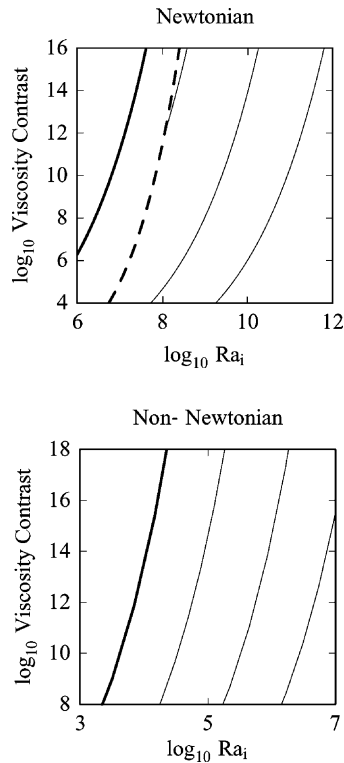 Newtonian
16
14
12
10
8
6
4
log₁₀ Viscosity Contrast
6 8 10 12
log₁₀ Raᵢ
Non- Newtonian
18
16
14
12
10
8
log₁₀ Viscosity Contrast
3 5 7
log₁₀ Raᵢ